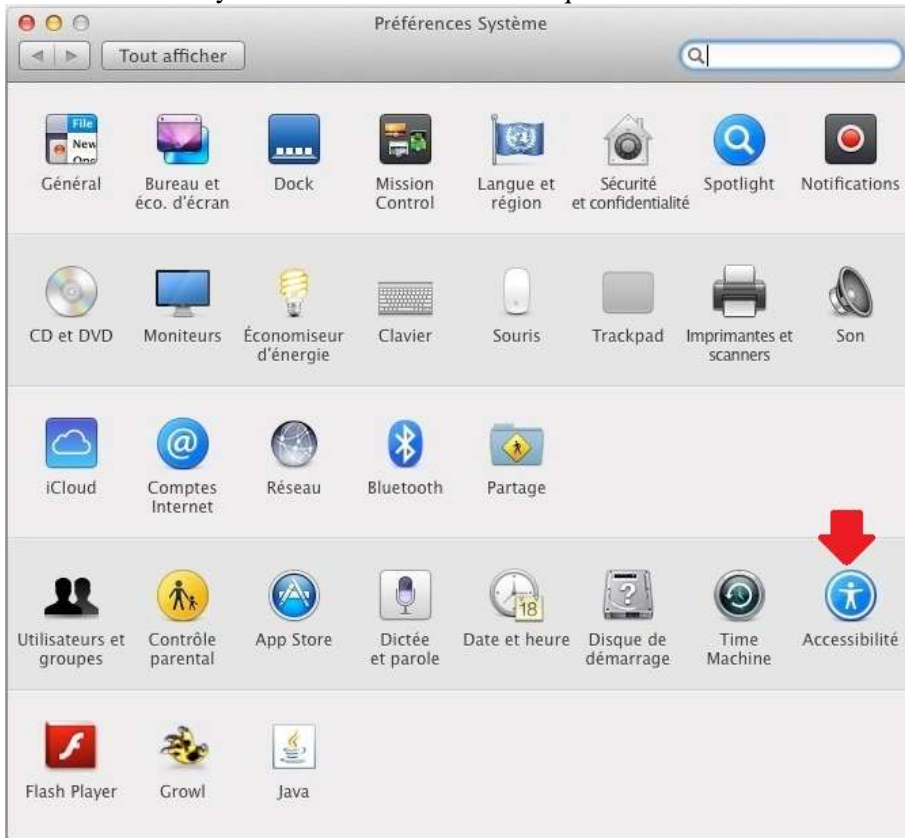 Préférences Système
Tout afficher
File
New
Général
Bureau et
éco. d'écran
Dock
Mission
Control
Langue et
région
Sécurité
et confidentialité
Spotlight
Notifications
CD et DVD
Moniteurs
Économiseur
d'énergie
Clavier
Souris
Trackpad
Imprimantes et
scanners
Son
iCloud
Comptes
Internet
Réseau
Bluetooth
Partage
Utilisateurs et
groupes
Contrôle
parental
App Store
Dictée
et parole
18
Date et heure
Disque de
démarrage
Time
Machine
Accessibilité
Flash Player
Growl
Java